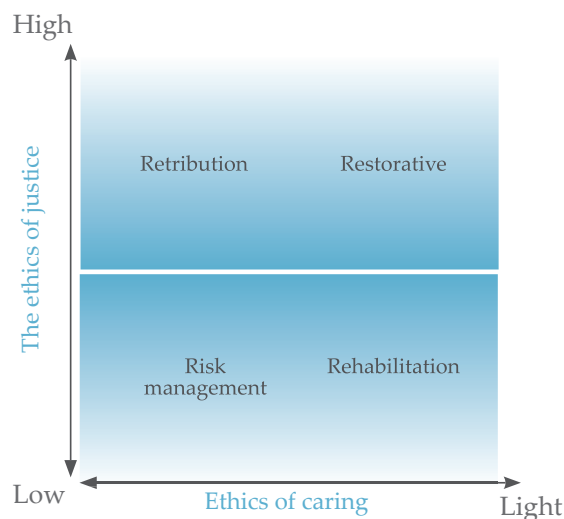 High
The ethics of justice
Retribution
Restorative
Risk
management
Rehabilitation
Low
Ethics of caring
Light